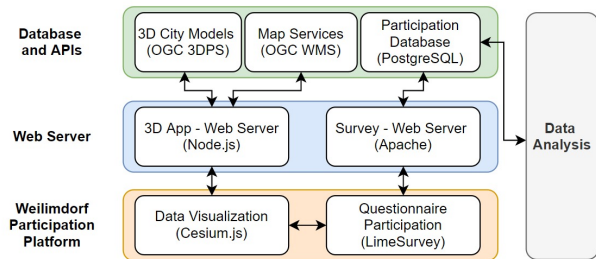 Database
and APIs
3D City Models
(OGC 3DPS)
Map Services
(OGC WMS)
Participation
Database
(PostgreSQL)
Web Server
3D App - Web Server
(Node.js)
Survey - Web Server
(Apache)
Data
Analysis
Weilimdorf
Participation
Platform
Data Visualization
(Cesium.js)
Questionnaire
Participation
(LimeSurvey)